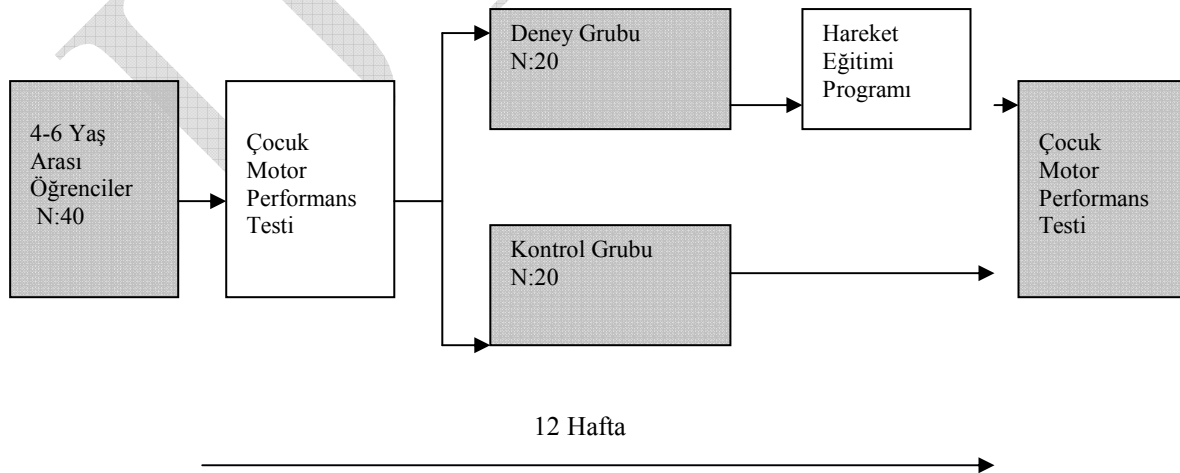 4-6 Yaş
Arası
Öğrenciler
N:40
Çocuk
Motor
Performans
Testi
Deney Grubu
N:20
Hareket
Eğitimi
Programı
Kontrol Grubu
N:20
Çocuk
Motor
Performans
Testi
12 Hafta